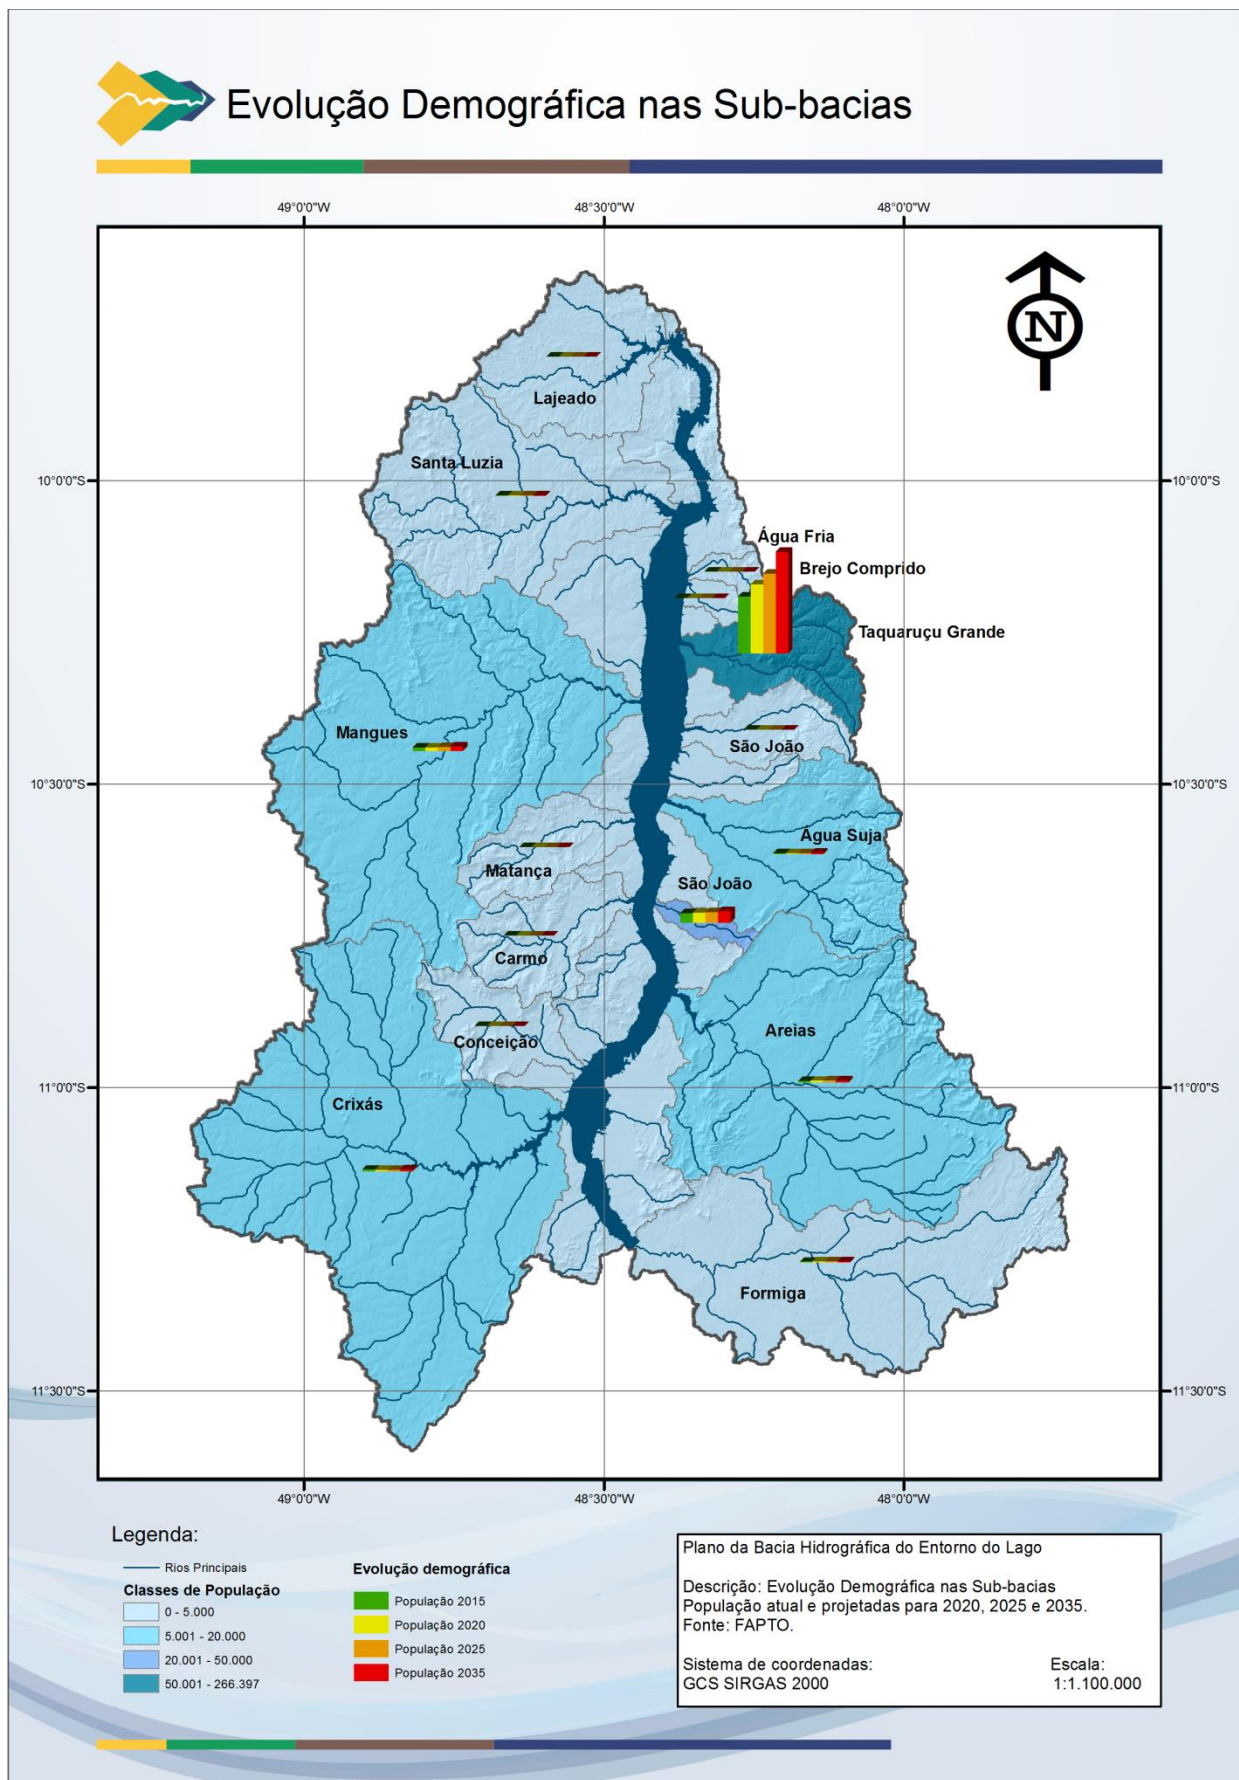 Evolução Demográfica nas Sub-bacias
49°0'0"W
48°30'0"W
48°0'0"W
Lajeado
Santa Luzia
10°0'0"S
10°0'0"S
Água Fria
Brejo Comprido
Taquaruçu Grande
Mangues
São João
10°30'0"S
10°30'0"S
Água Suja
Matança
São João
Carmo
Areias
Conceição
11°0'0"S
11°0'0"S
Crixás
Formiga
11°30'0"S
11°30'0"S
49°0'0"W
48°30'0"W
48°0'0"W
N
Legenda:
Rios Principais
Classes de População
0 - 5.000
5.001 - 20.000
20.001 - 50.000
50.001 - 266.397
Evolução demográfica
População 2015
População 2020
População 2025
População 2035
Plano da Bacia Hidrográfica do Entorno do Lago
Descrição: Evolução Demográfica nas Sub-bacias
População atual e projetadas para 2020, 2025 e 2035.
Fonte: FAPTO.
Sistema de coordenadas:
GCS SIRGAS 2000
Escala:
1:1.100.000